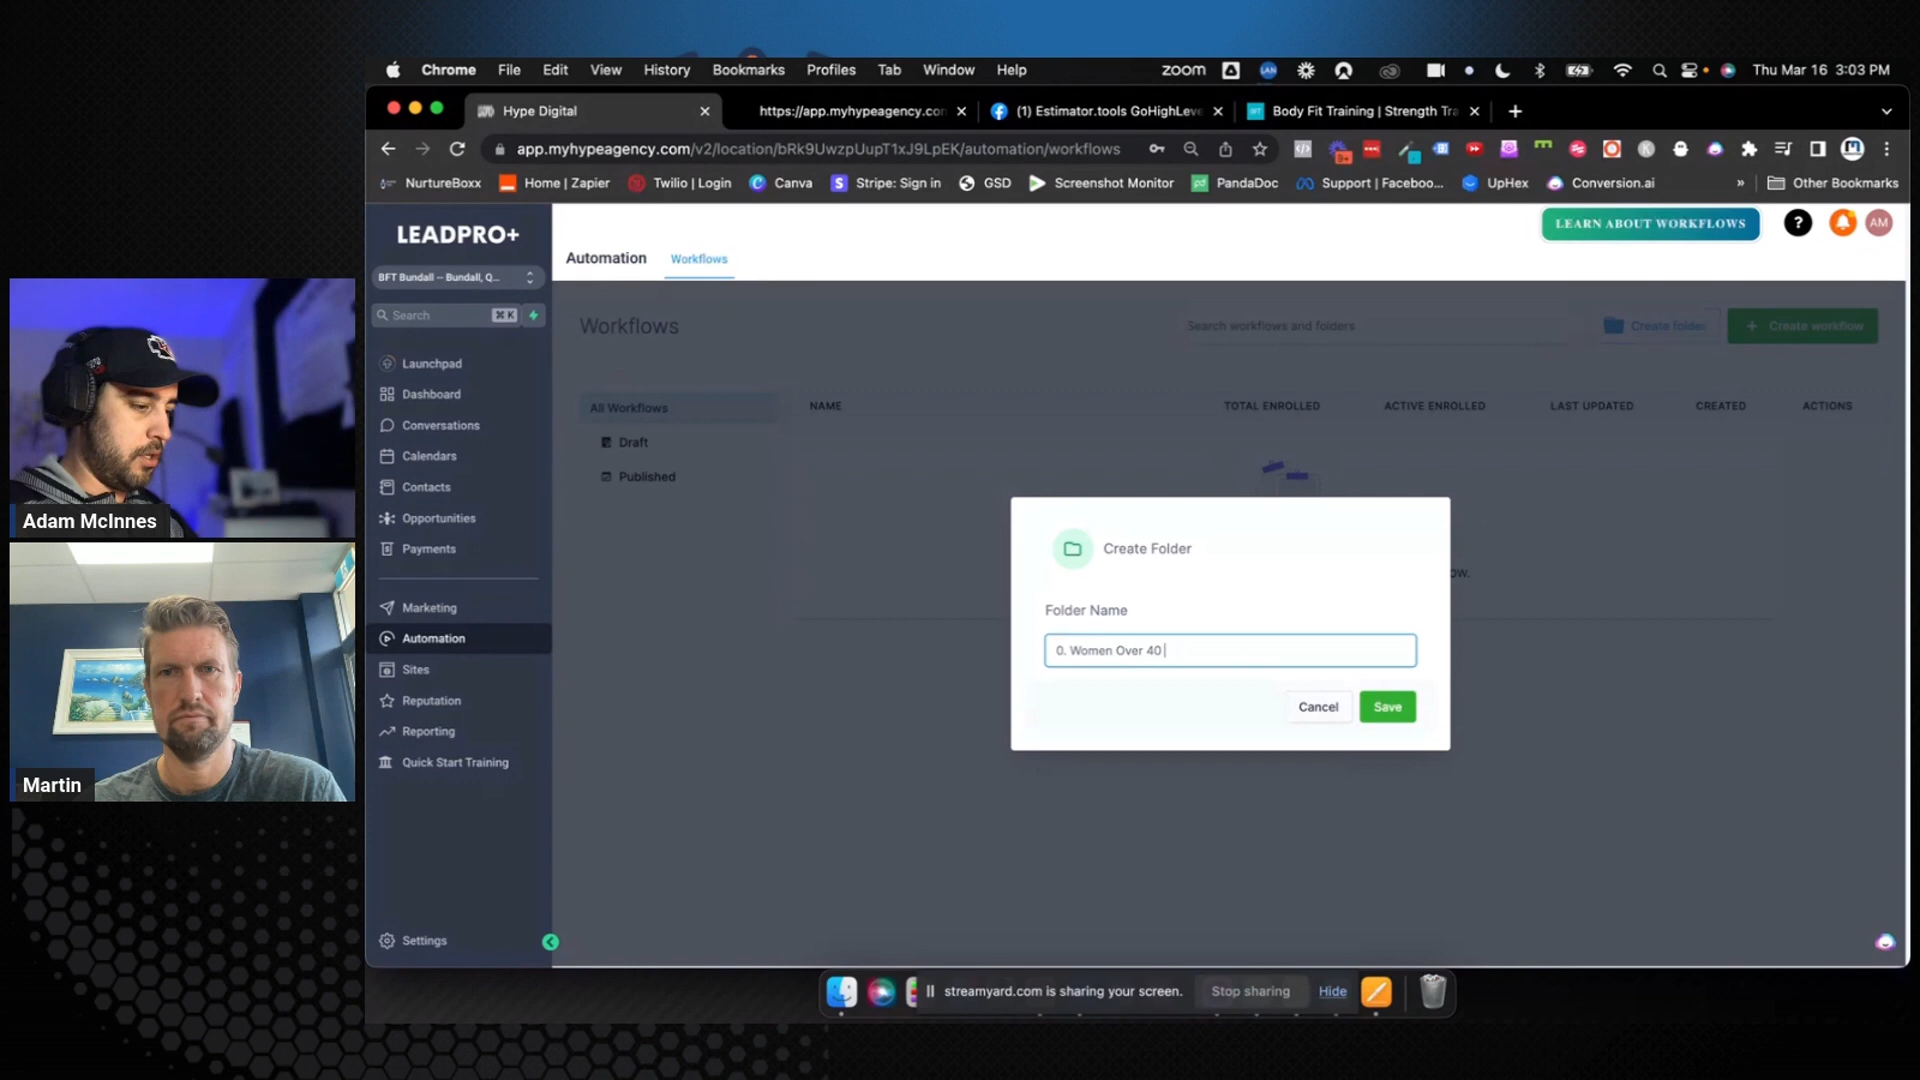 Chrome File Edit View History Bookmarks Profiles Tab Window Help zoom LAN Thu Mar 16 3:03 PM
Hype Digital https://app.myhypeagency.con (1) Estimator.tools GoHighLeve Body Fit Training | Strength Tra
app.myhypeagency.com/v2/location/bRk9UwzpUupT1xJ9LpEK/automation/workflows
NurtureBoxx Home | Zapier Twilio | Login Canva Stripe: Sign in GSD Screenshot Monitor PandaDoc Support | Faceboo... UpHex Conversion.ai » Other Bookmarks
LEADPRO+
BFT Bundall -- Bundall, Q...
Search ⌘ K
Launchpad
Dashboard
Conversations
Calendars
Contacts
Opportunities
Payments
Marketing
Automation
Sites
Reputation
Reporting
Quick Start Training
Settings
LEARN ABOUT WORKFLOWS ? AM
Automation Workflows
Workflows Search workflows and folders Create folder + Create workflow
All Workflows NAME TOTAL ENROLLED ACTIVE ENROLLED LAST UPDATED CREATED ACTIONS
Draft
Published
Create Folder
ow.
Folder Name
0. Women Over 40
Cancel Save
Adam McInnes
Martin
streamyard.com is sharing your screen. Stop sharing Hide